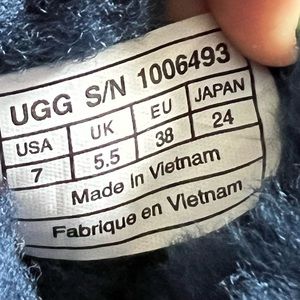 UGG S/N 1006493
USA UK EU JAPAN
7 5.5 38 24
Made in Vietnam
Fabrique en Vietnam